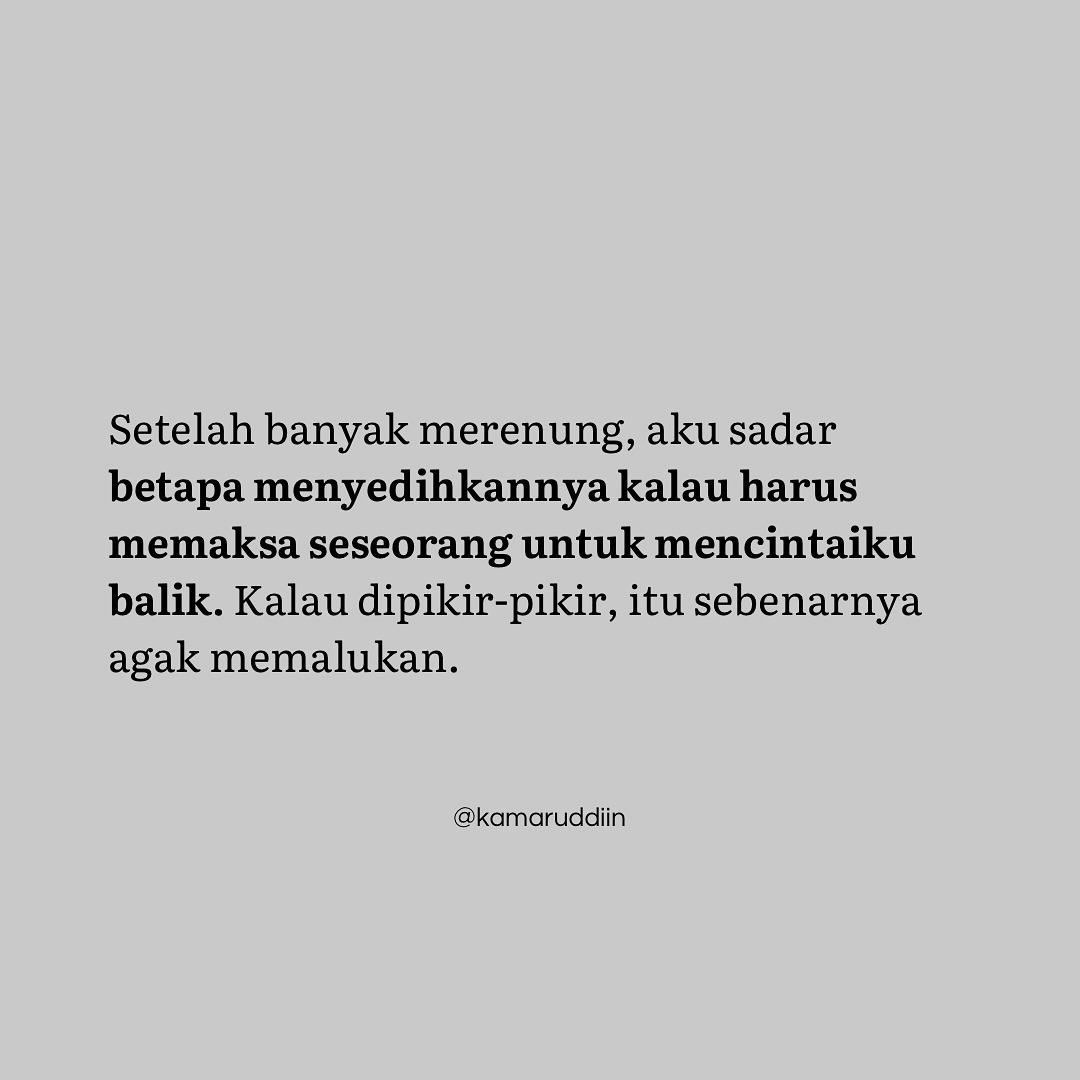 Setelah banyak merenung, aku sadar
betapa menyedihkannya kalau harus
memaksa seseorang untuk mencintaiku
balik. Kalau dipikir-pikir, itu sebenarnya
agak memalukan.
@kamaruddiin